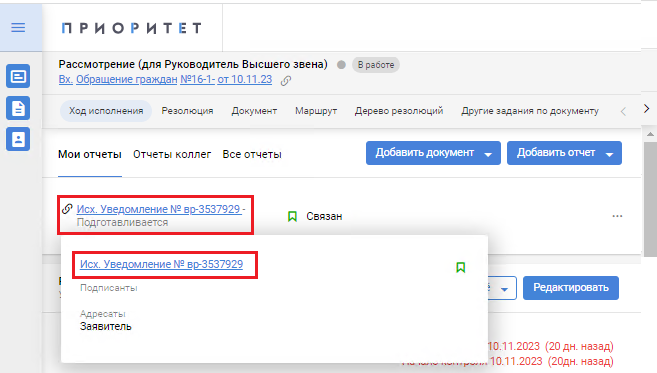 ПРИОРИТЕТ
Рассмотрение (для Руководитель Высшего звена) В работе
Вх. Обращение граждан №16-1- от 10.11.23
Ход исполнения Резолюция Документ Маршрут Дерево резолюций Другие задания по документу
Мои отчеты Отчеты коллег Все отчеты Добавить документ Добавить отчет
Исх. Уведомление № вр-3537929 - Связан
Подготавливается
Исх. Уведомление № вр-3537929
Подписанты
Редактировать
Адресаты
Заявитель
10.11.2023 (20 дн. назад)
Начало контроля 10.11.2023 (20дн. назад)